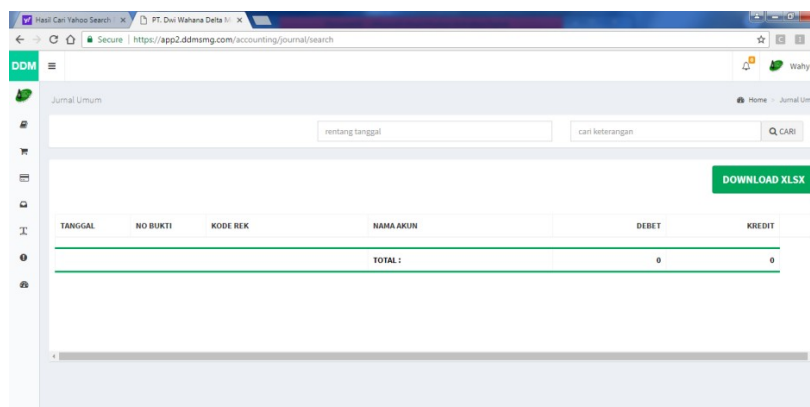 Hasil Cari Yahoo Search
PT. Dwi Wahana Delta M
Secure | https://app2.ddmsmg.com/accounting/journal/search
DDM
Wahy
Jurnal Umum
Home > Jurnal Um
rentang tanggal
cari keterangan
CARI
DOWNLOAD XLSX
TANGGAL NO BUKTI KODE REK NAMA AKUN DEBET KREDIT
TOTAL : 0 0